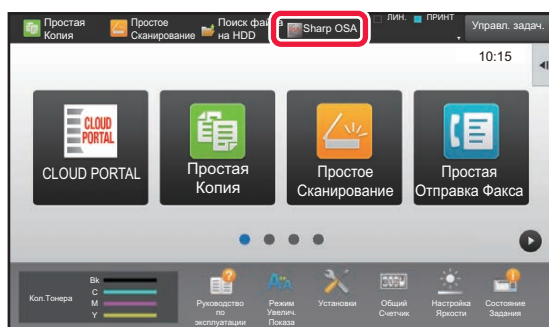 Простая Копия
Простое Сканирование
Поиск файла на HDD
Sharp OSA
ЛИН.
ПРИНТ
Управл. задач.
10:15
CLOUD PORTAL
CLOUD PORTAL
Простая
Копия
Простое
Сканирование
Простая
Отправка Факса
Кол.Тонера
Bk
C
M
Y
Руководство
по
эксплуатации
Режим
Увелич.
Показа
Установки
Общий
Счетчик
Настройка
Яркости
Состояние
Задания